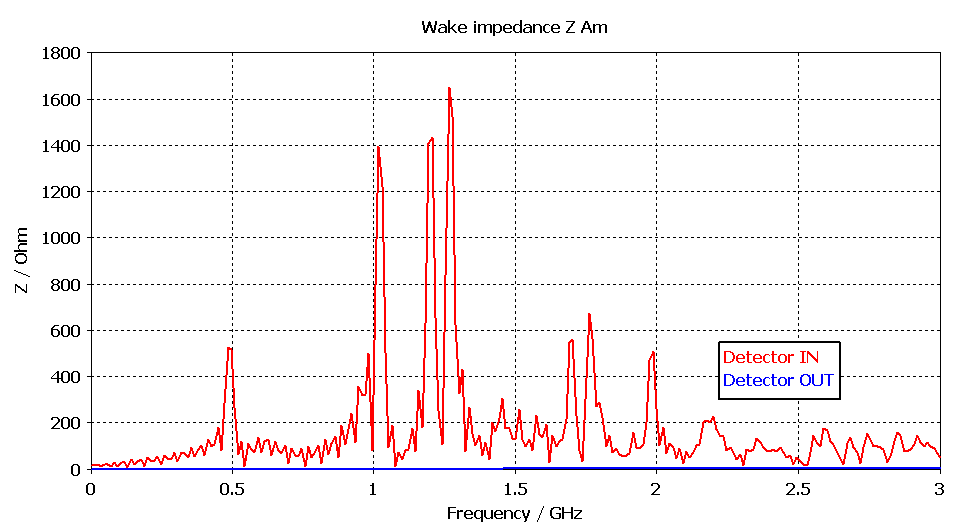 Wake impedance Z Am
1800
1600
1400
1200
1000
800
600
400
200
0
Z / Ohm
Detector IN
Detector OUT
0 0.5 1 1.5 2 2.5 3
Frequency / GHz